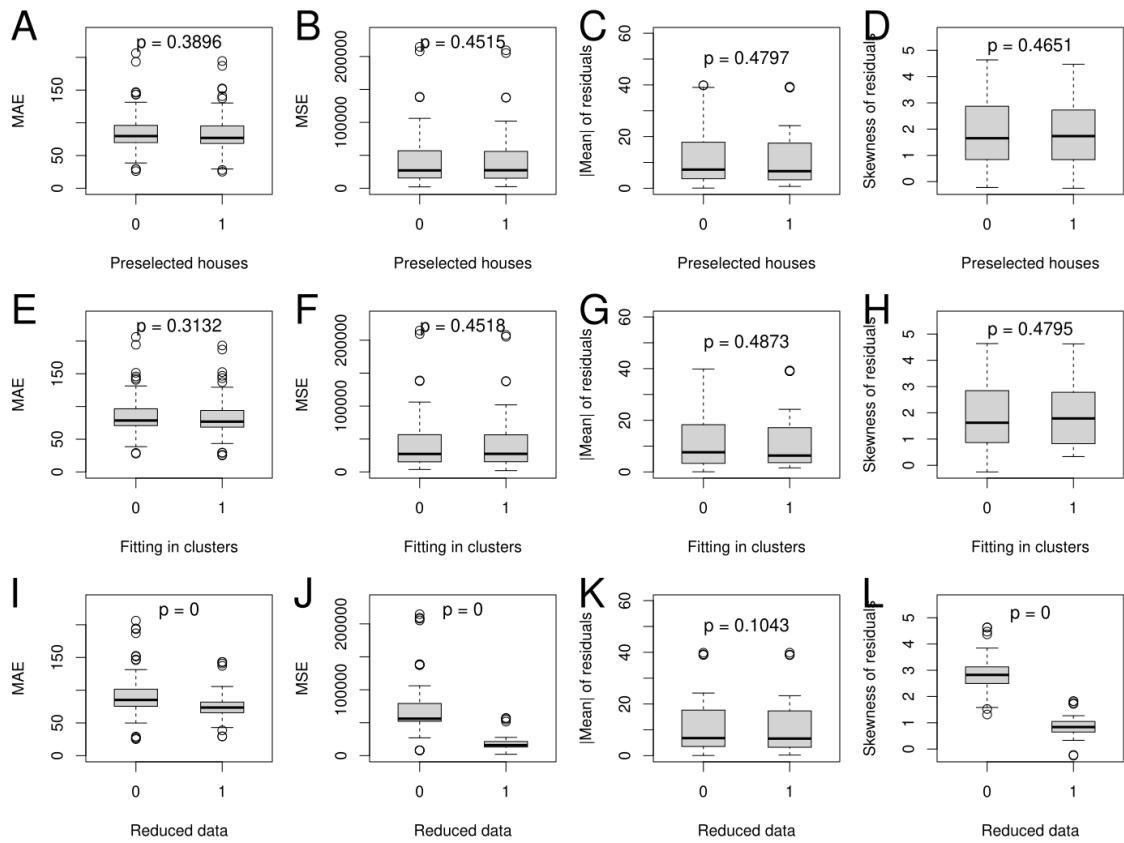 A
p = 0.3896
MAE
0 50 150
0 1
Preselected houses
B
p = 0.4515
MSE
0 100000 200000
0 1
Preselected houses
C
p = 0.4797
|Mean| of residuals
0 20 40 60
0 1
Preselected houses
D
p = 0.4651
Skewness of residuals
0 1 2 3 4 5
0 1
Preselected houses
E
p = 0.3132
MAE
0 50 150
0 1
Fitting in clusters
F
p = 0.4518
MSE
0 100000 200000
0 1
Fitting in clusters
G
p = 0.4873
|Mean| of residuals
0 20 40 60
0 1
Fitting in clusters
H
p = 0.4795
Skewness of residuals
0 1 2 3 4 5
0 1
Fitting in clusters
I
p = 0
MAE
0 50 150
0 1
Reduced data
J
p = 0
MSE
0 100000 200000
0 1
Reduced data
K
p = 0.1043
|Mean| of residuals
0 20 40 60
0 1
Reduced data
L
p = 0
Skewness of residuals
0 1 2 3 4 5
0 1
Reduced data